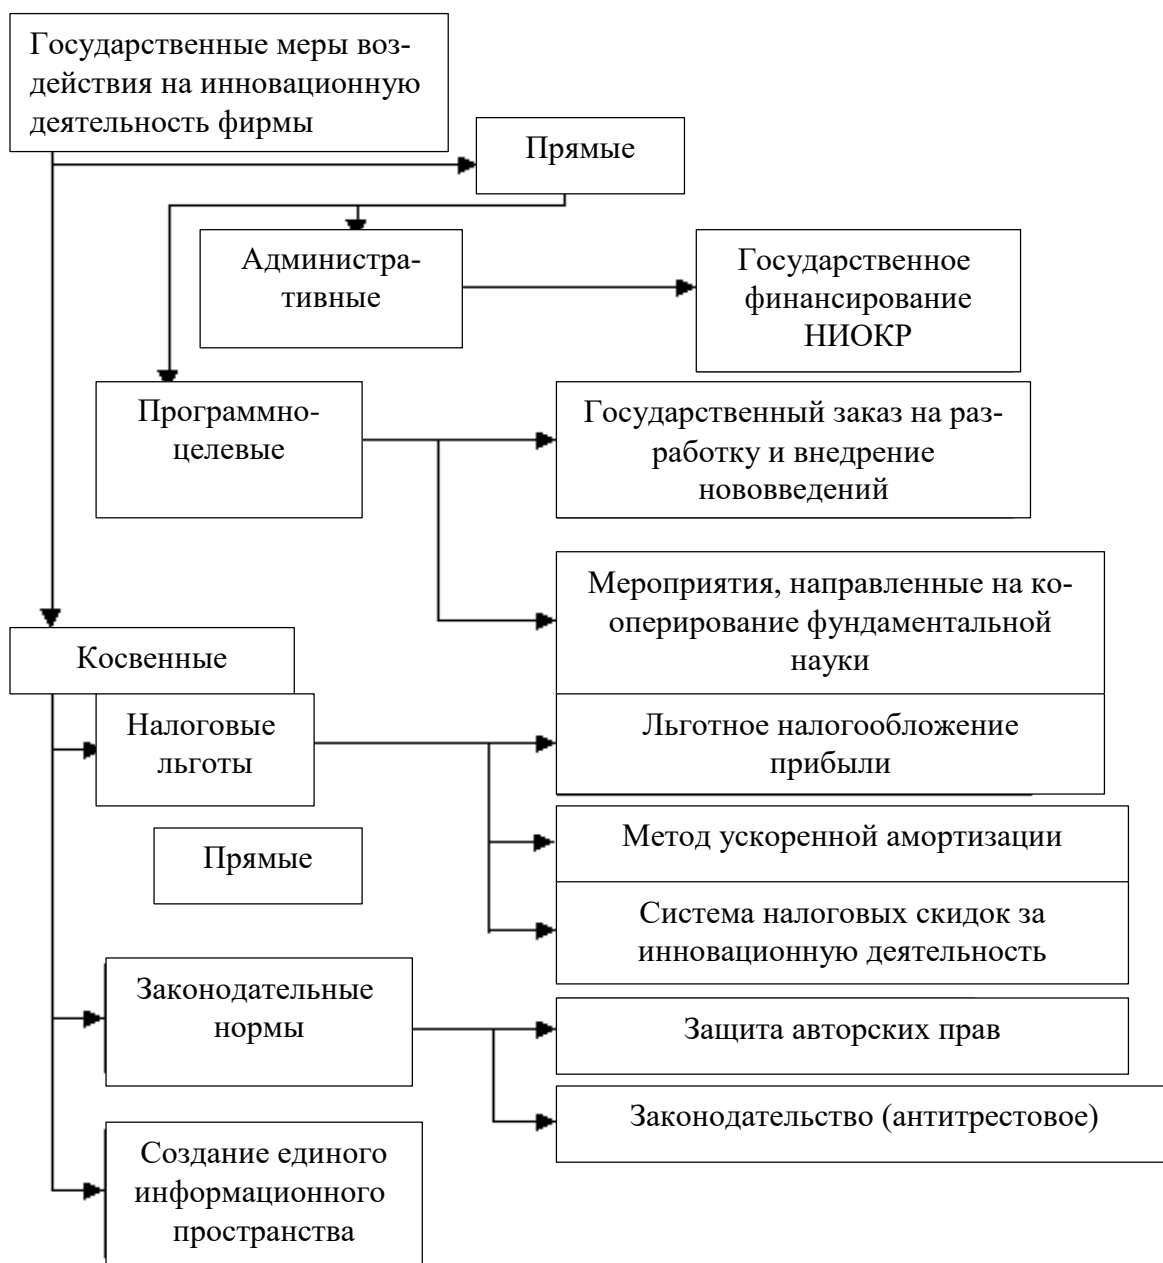 Государственные меры воз-
действия на инновационную
деятельность фирмы
Прямые
Администра-
тивные
Государственное
финансирование
НИОКР
Программно-
целевые
Государственный заказ на раз-
работку и внедрение
нововведений
Мероприятия, направленные на ко-
оперирование фундаментальной
науки
Косвенные
Налоговые
льготы
Льготное налогообложение
прибыли
Прямые
Метод ускоренной амортизации
Система налоговых скидок за
инновационную деятельность
Законодательные
нормы
Защита авторских прав
Законодательство (антитрестовое)
Создание единого
информационного
пространства